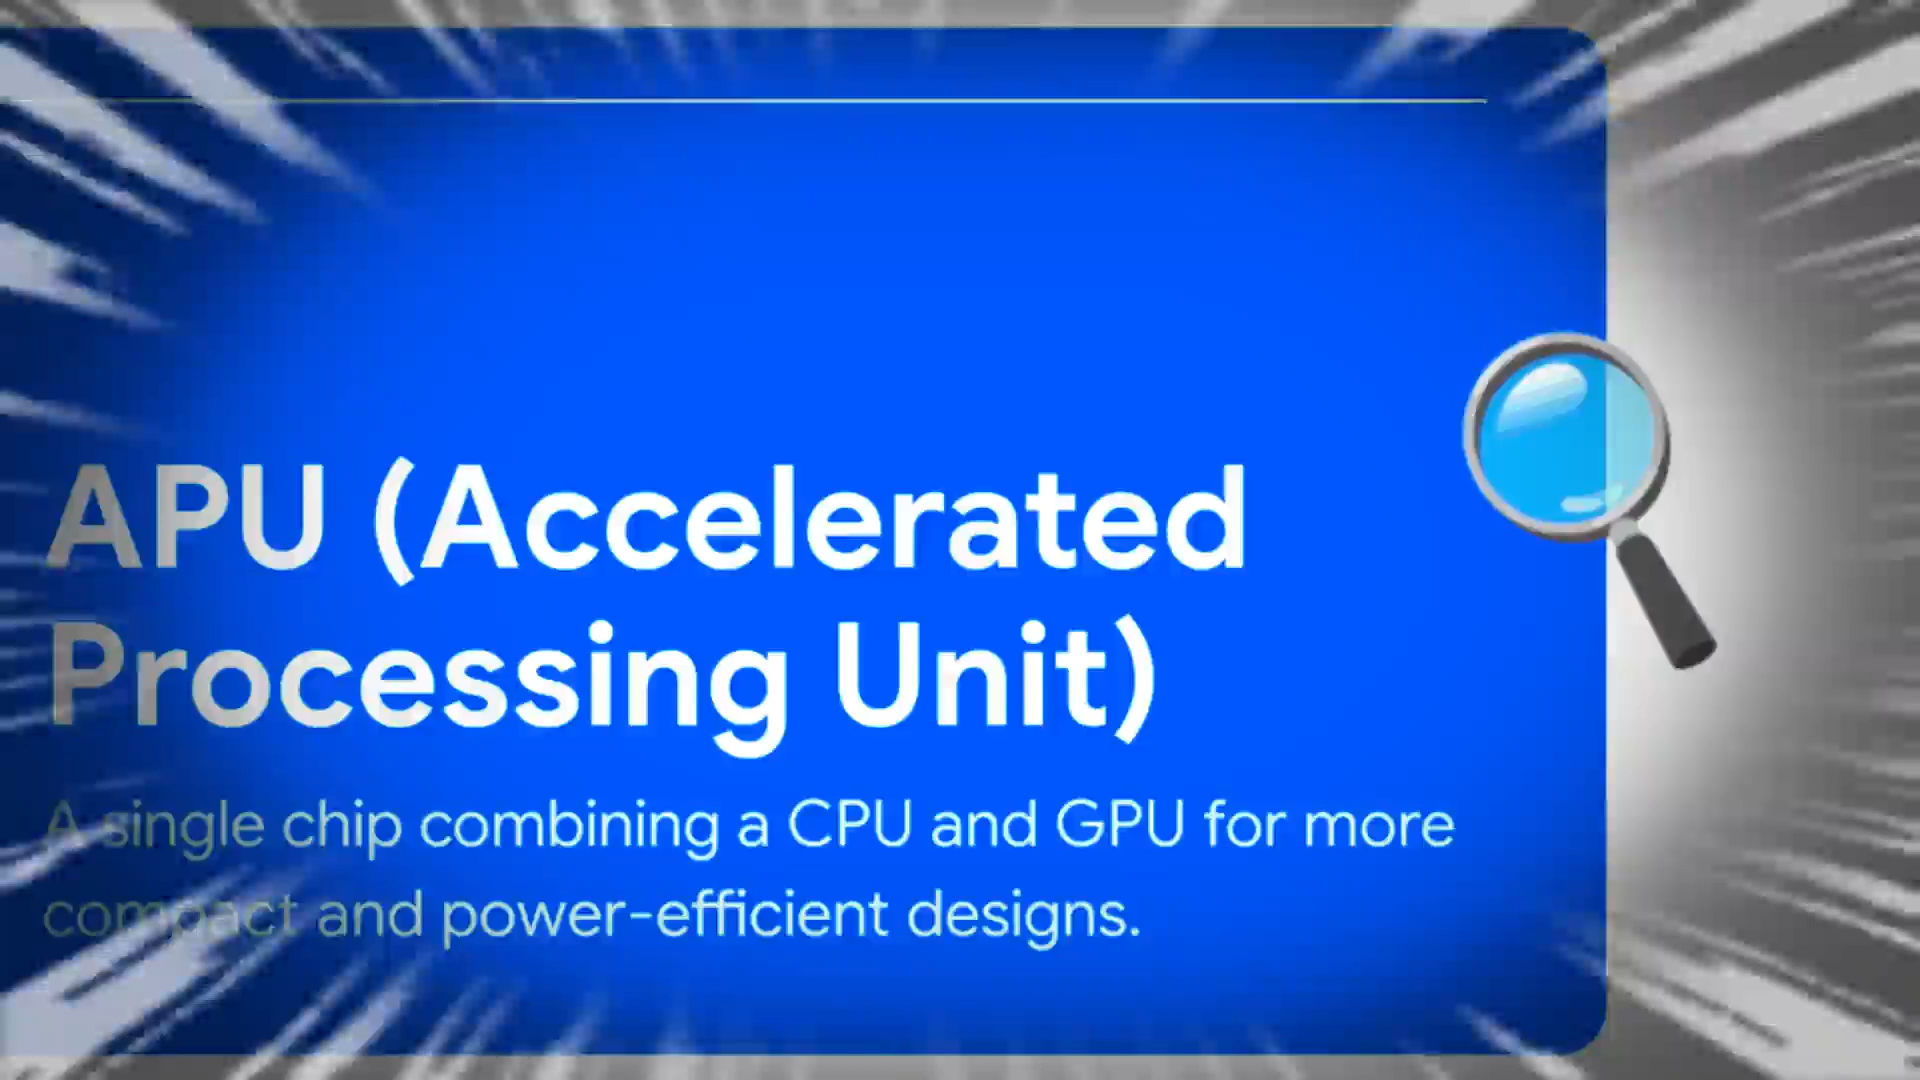 APU (Accelerated
Processing Unit)
A single chip combining a CPU and GPU for more
compact and power-efficient designs.